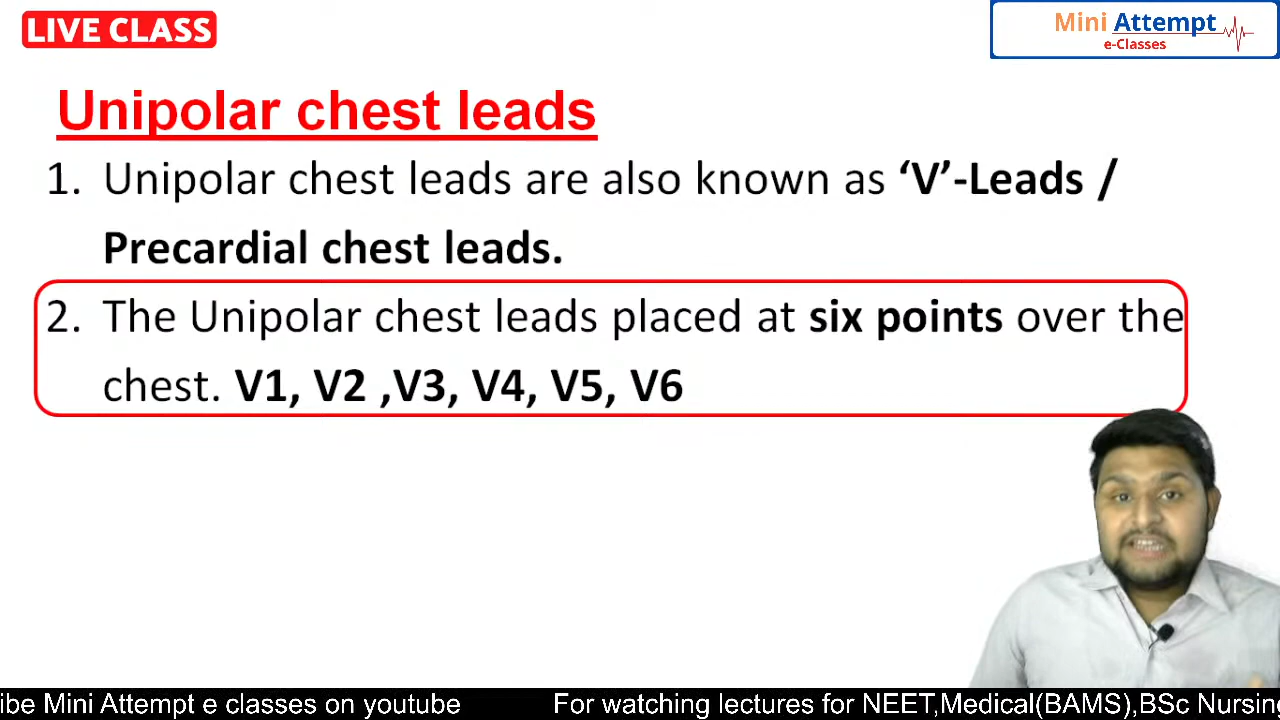 LIVE CLASS
Mini Attempt
e-Classes
Unipolar chest leads
1. Unipolar chest leads are also known as ‘V’-Leads /
Precardial chest leads.
2. The Unipolar chest leads placed at six points over the
chest. V1, V2 ,V3, V4, V5, V6
ibe Mini Attempt e classes on youtube For watching lectures for NEET,Medical(BAMS),BSc Nursing